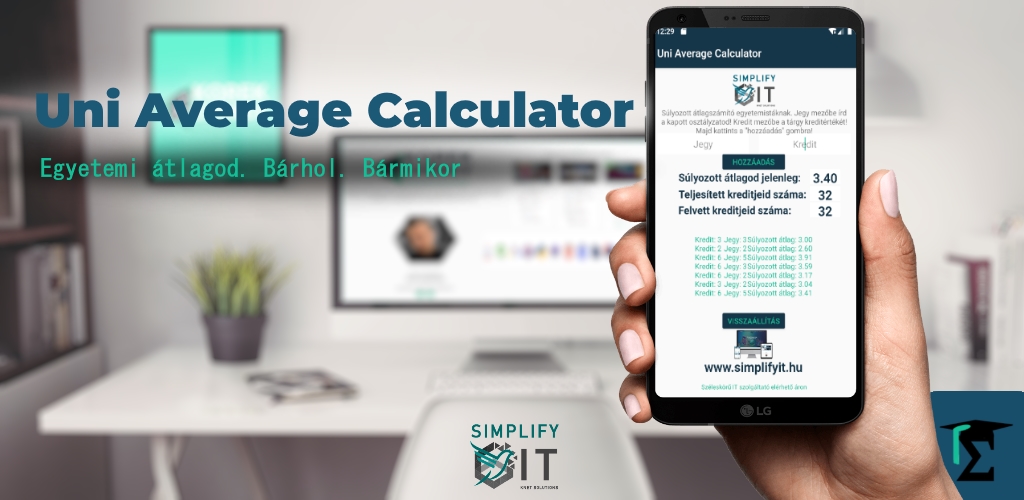 Uni Average Calculator
Egyetemi átlagod. Bárhol. Bármikor
12:29
Uni Average Calculator
SIMPLIFY
IT
Súlyozott átlagszámító egyetemistáknak. Jegy mezőbe írd
a kapott osztályzatod! Kredit mezőbe a tárgy kreditértékét!
Majd kattints a "hozzáadás" gombra!
Jegy Kredit
HOZZÁADÁS
Súlyozott átlagod jelenleg: 3.40
Teljesített kreditjeid száma: 32
Felvett kreditjeid száma: 32
Kredit: 3 Jegy: 3Súlyozott átlag: 3.00
Kredit: 2 Jegy: 2Súlyozott átlag: 2.60
Kredit: 6 Jegy: 5Súlyozott átlag: 3.91
Kredit: 6 Jegy: 3Súlyozott átlag: 3.59
Kredit: 6 Jegy: 2Súlyozott átlag: 3.17
Kredit: 3 Jegy: 2Súlyozott átlag: 3.04
Kredit: 6 Jegy: 5Súlyozott átlag: 3.41
VISSZAÁLLÍTÁS
www.simplifyit.hu
Széleskörű IT szolgáltató elérhető áron
LG
SIMPLIFY
IT
KNET SOLUTIONS
Σ